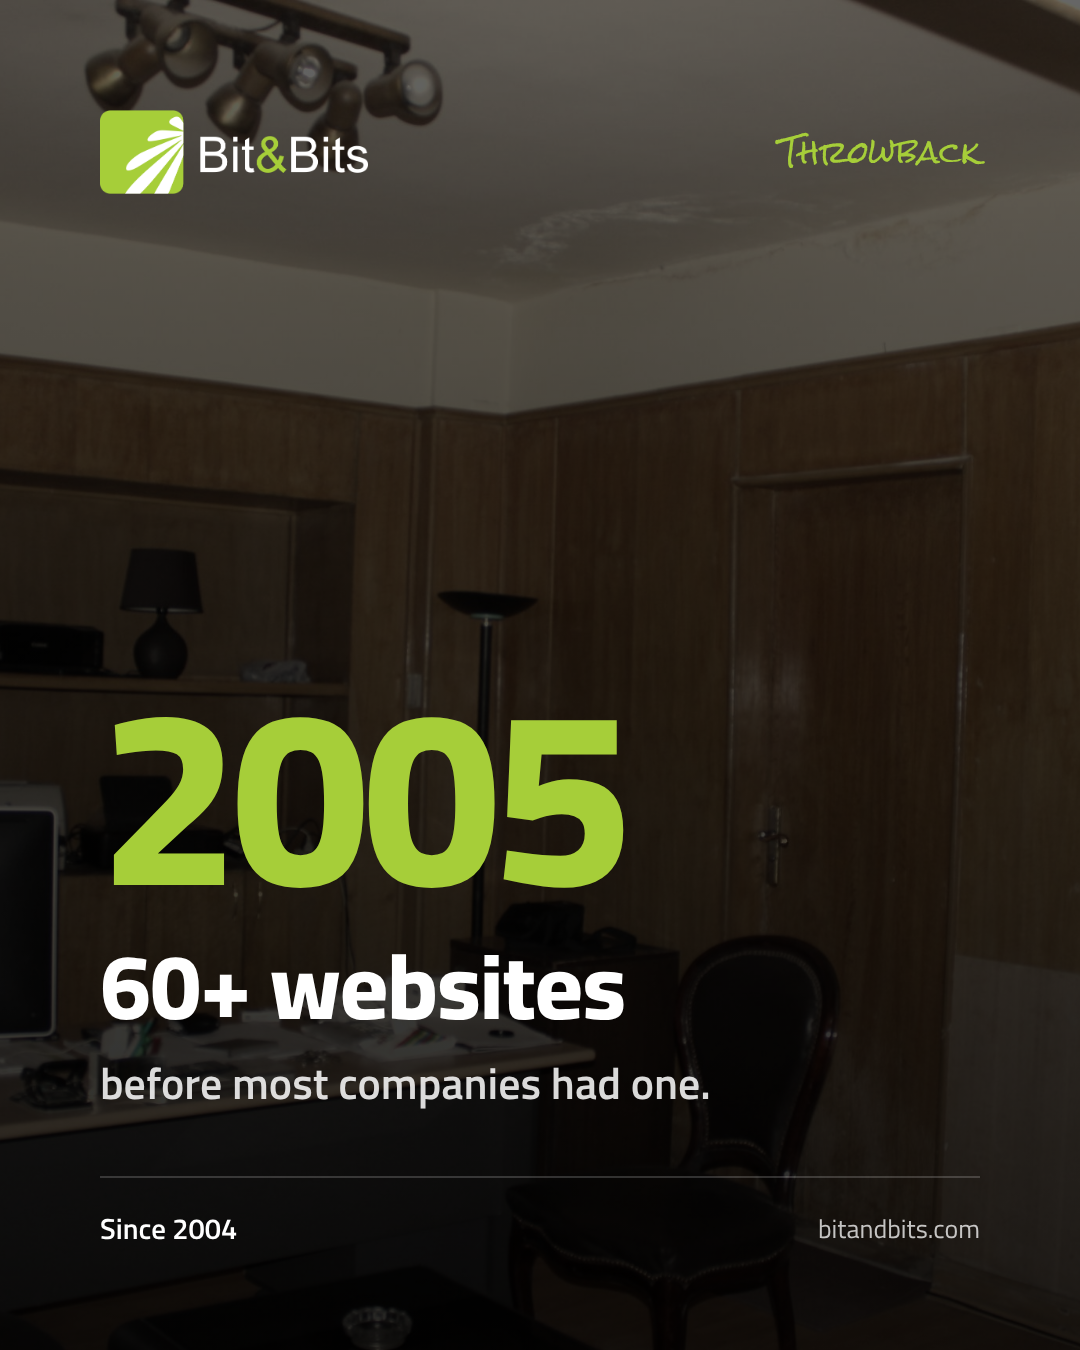 Bit&Bits
Throwback
2005
60+ websites
before most companies had one.
Since 2004
bitandbits.com